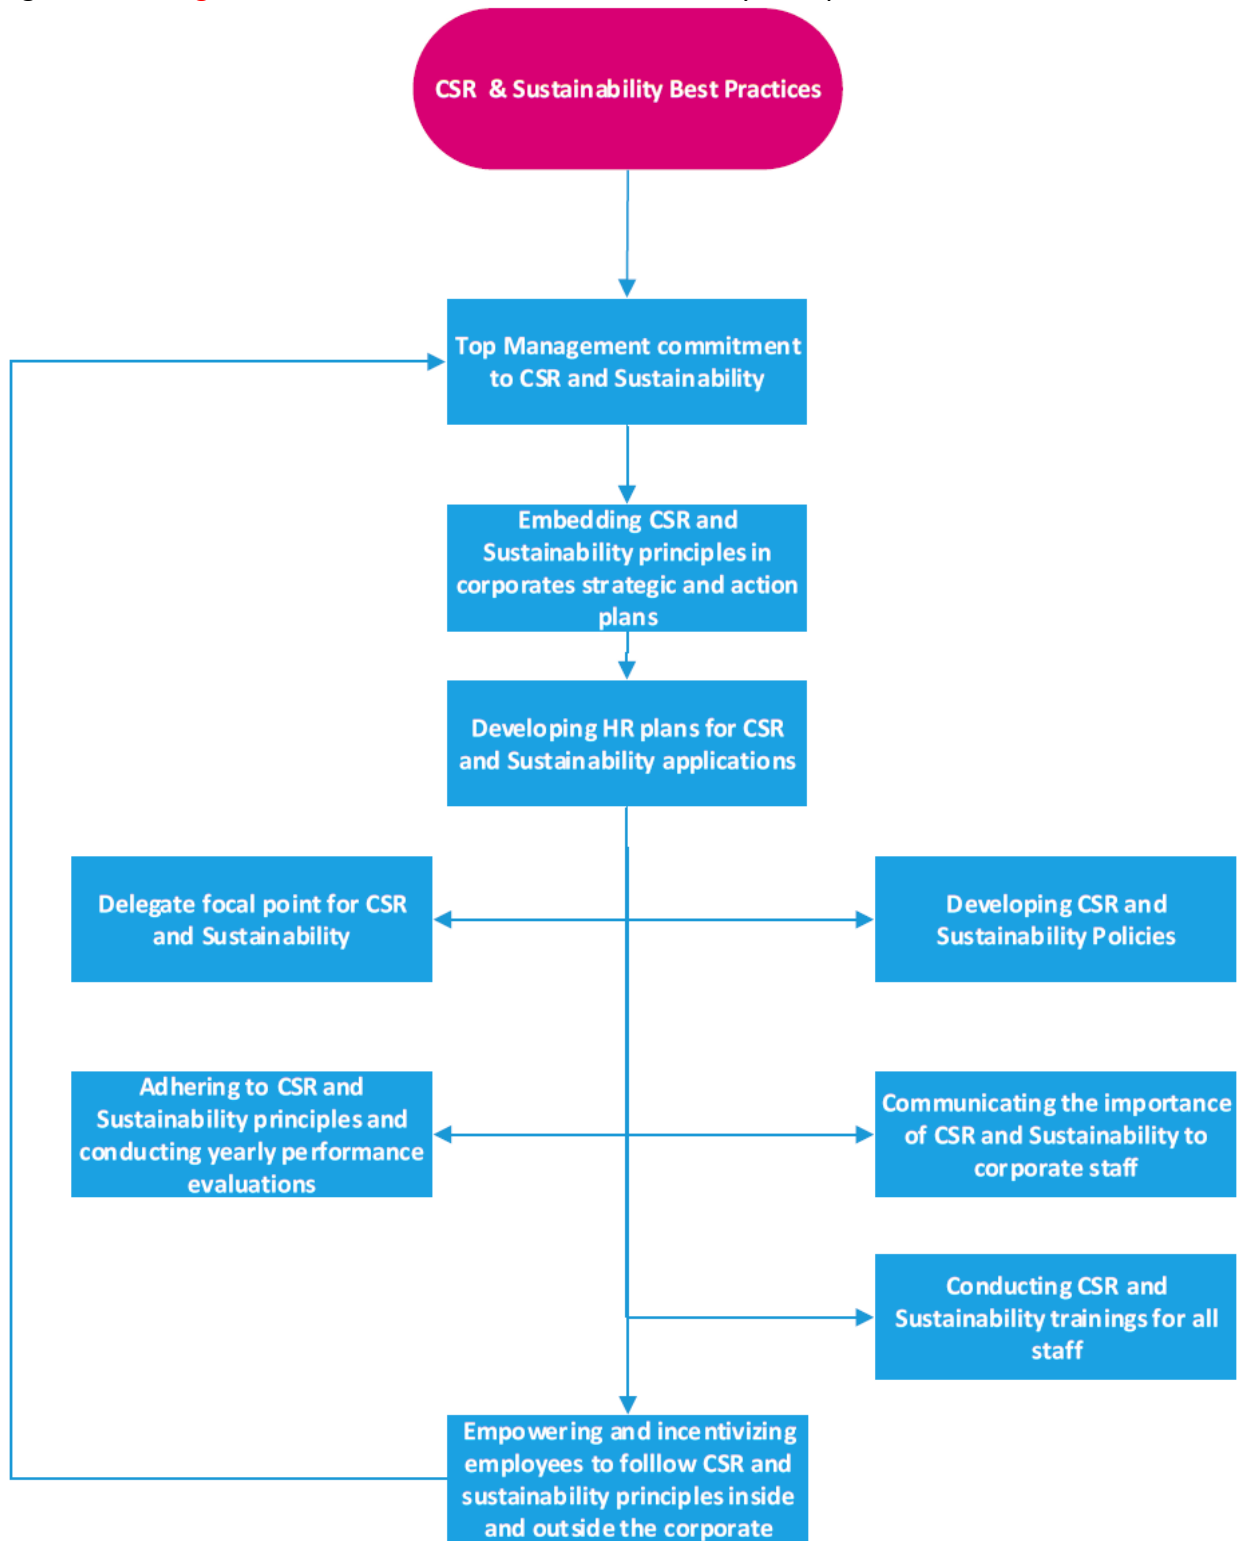 CSR & Sustainability Best Practices
Top Management commitment
to CSR and Sustainability
Embedding CSR and
Sustainability principles in
corporates strategic and action
plans
Developing HR plans for CSR
and Sustainability applications
Delegate focal point for CSR
and Sustainability
Developing CSR and
Sustainability Policies
Adhering to CSR and
Sustainability principles and
conducting yearly performance
evaluations
Communicating the importance
of CSR and Sustainability to
corporate staff
Conducting CSR and
Sustainability trainings for all
staff
Empowering and incentivizing
employees to folllow CSR and
sustainability principles inside
and outside the corporate